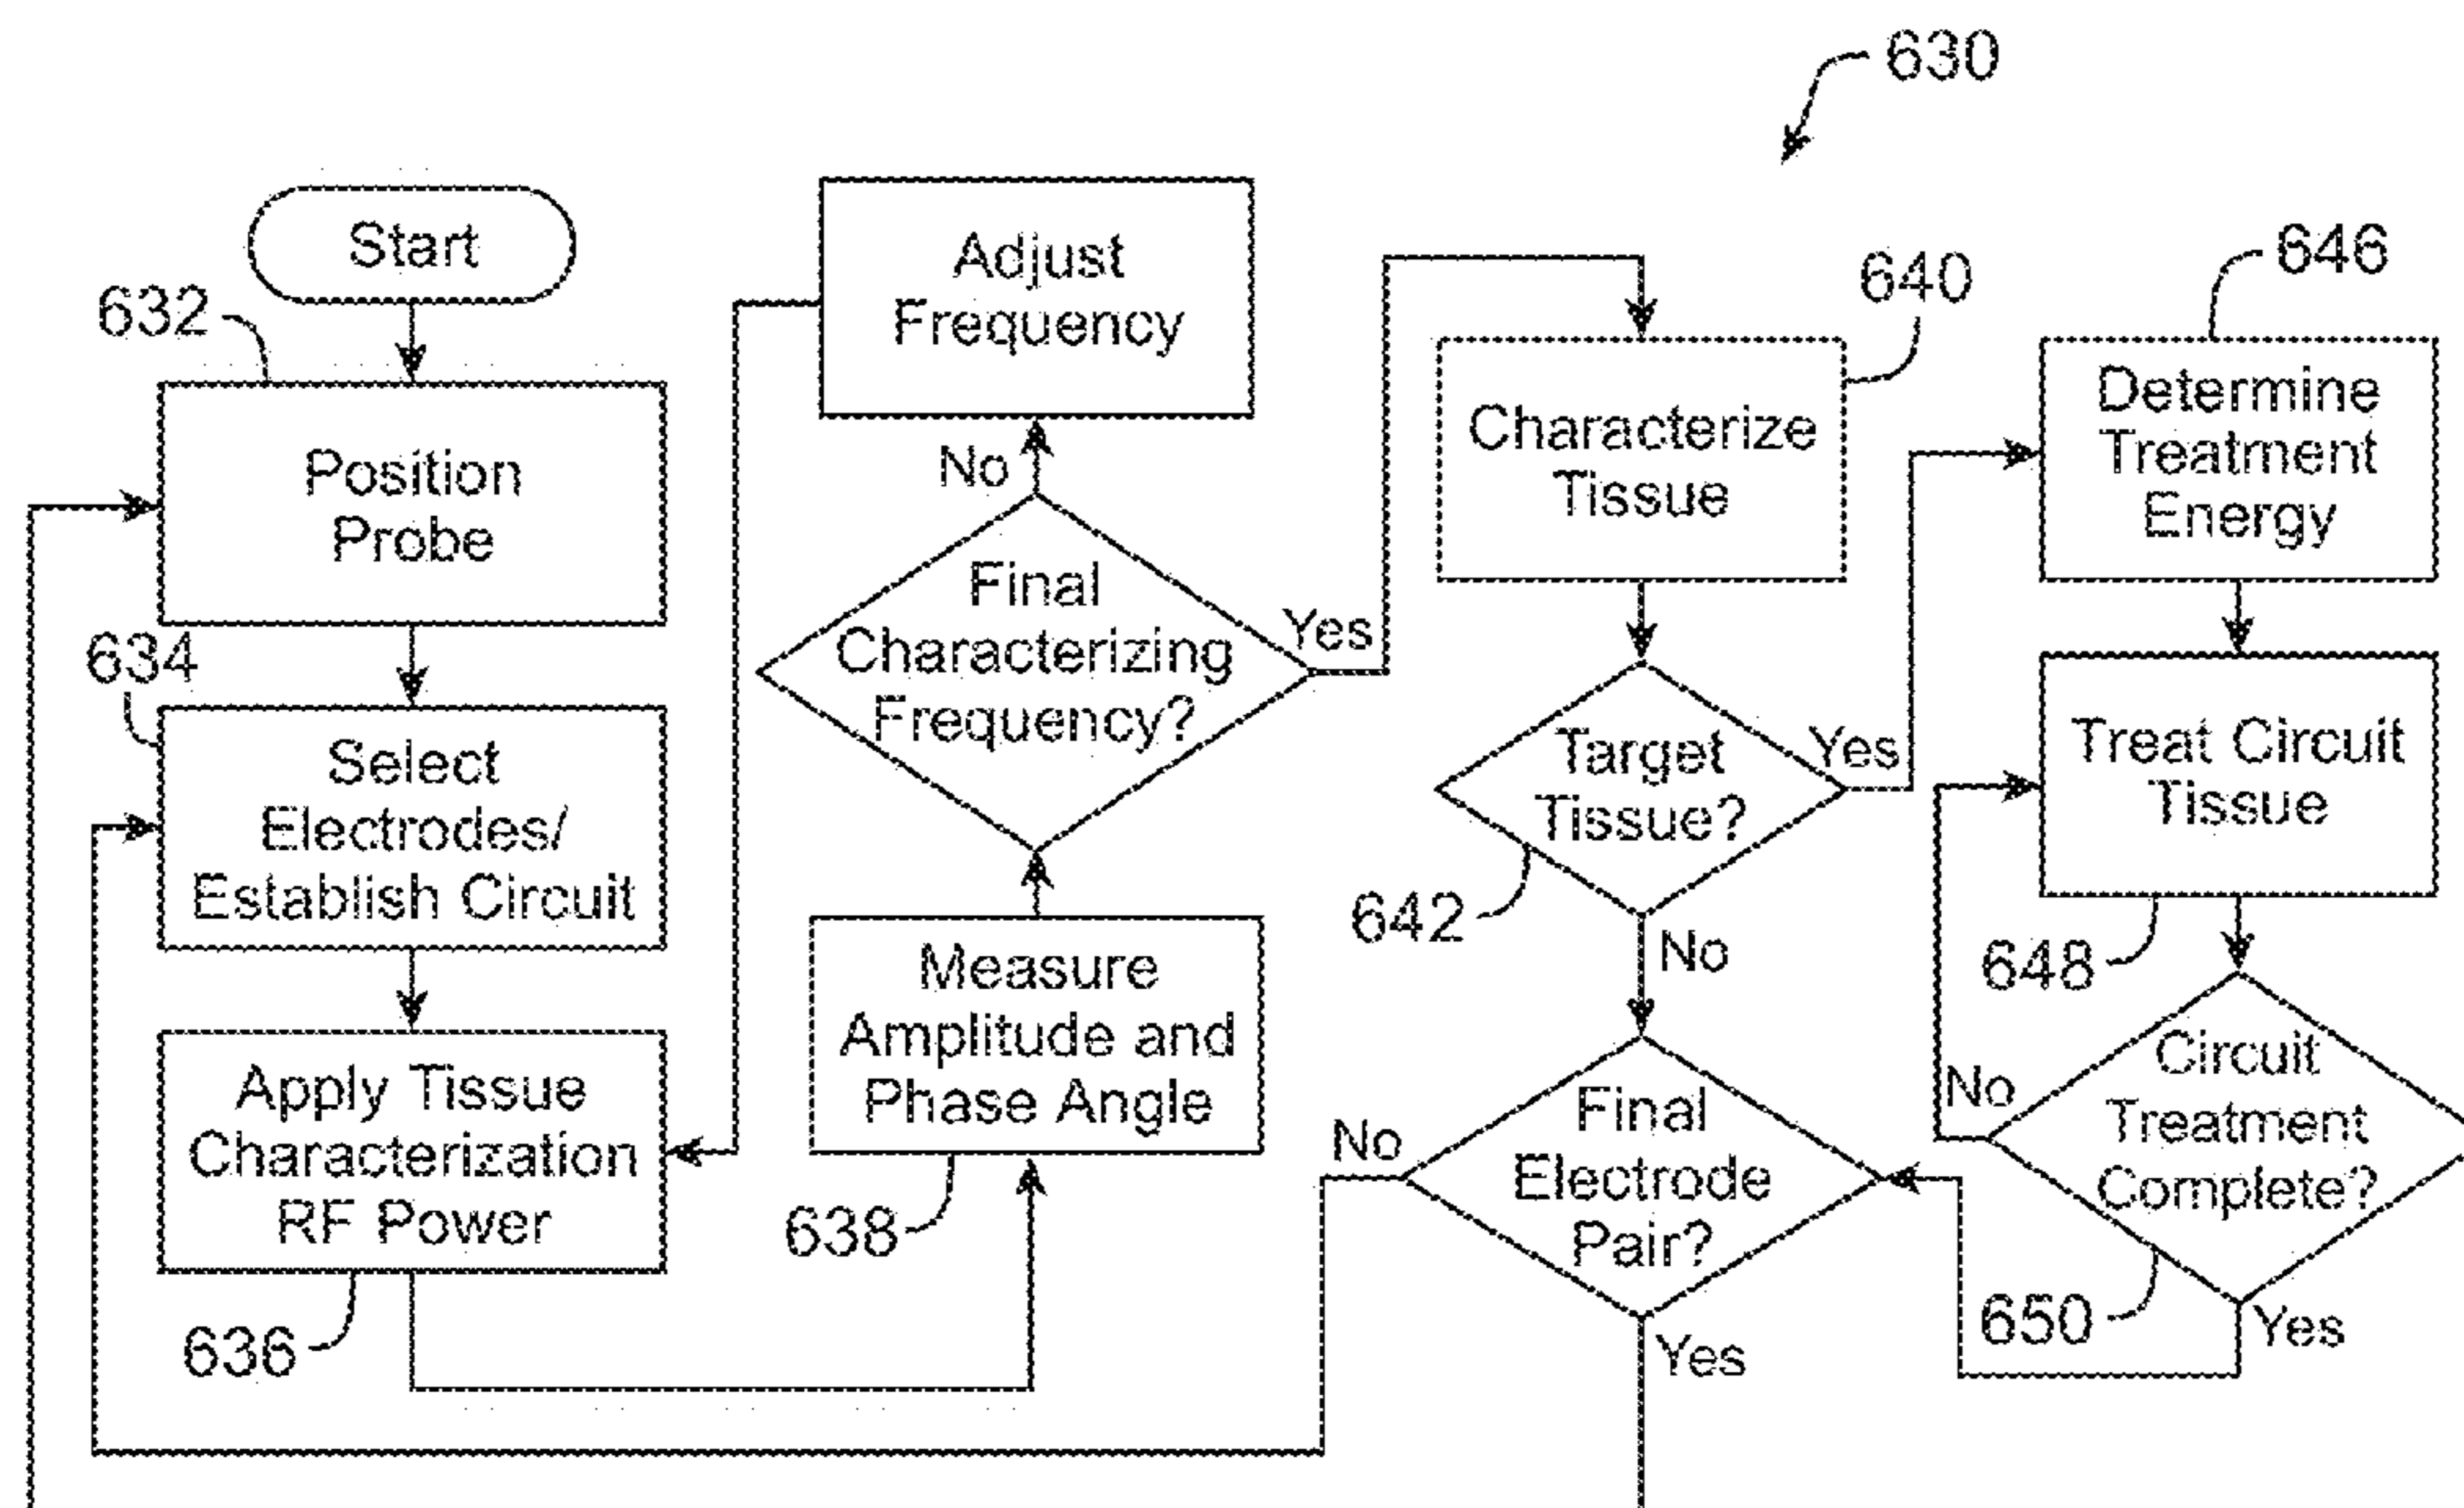 630
Start
632
Position
Probe
634
Select
Electrodes/
Establish Circuit
Apply Tissue
Characterization
RF Power
636
Adjust
Frequency
No
Final
Characterizing
Frequency?
Yes
Measure
Amplitude and
Phase Angle
638
640
Characterize
Tissue
Target
Tissue?
Yes
642
No
Final
Electrode
Pair?
No
Yes
646
Determine
Treatment
Energy
Treat Circuit
Tissue
648
Circuit
Treatment
Complete?
No
650
Yes